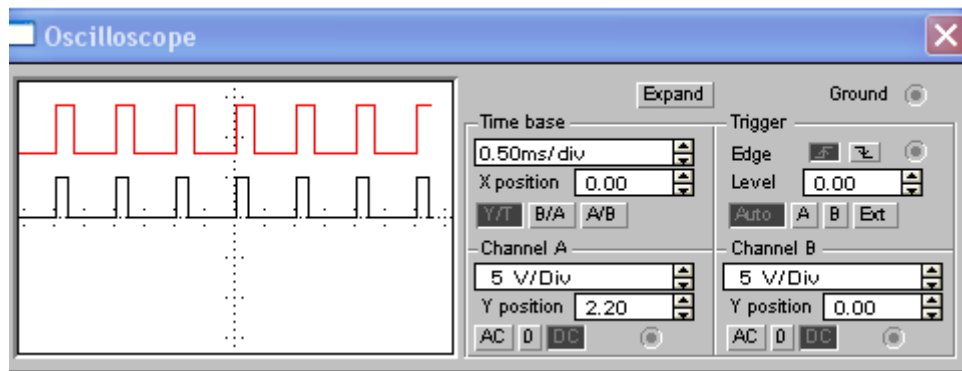 Oscilloscope
Expand
Ground
Time base
Trigger
0.50ms/div
Edge
X position 0.00
Level 0.00
Y/T B/A A/B
Auto A B Ext
Channel A
Channel B
5 V/Div
5 V/Div
Y position 2.20
Y position 0.00
AC 0 DC
AC 0 DC